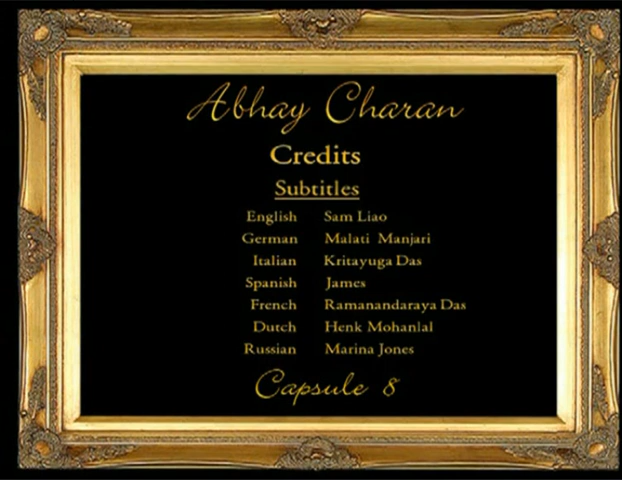 Abhay Charan
Credits
Subtitles
English Sam Liao
German Malati Manjari
Italian Kritayuga Das
Spanish James
French Ramanandaraya Das
Dutch Henk Mohanlal
Russian Marina Jones
Capsule 8